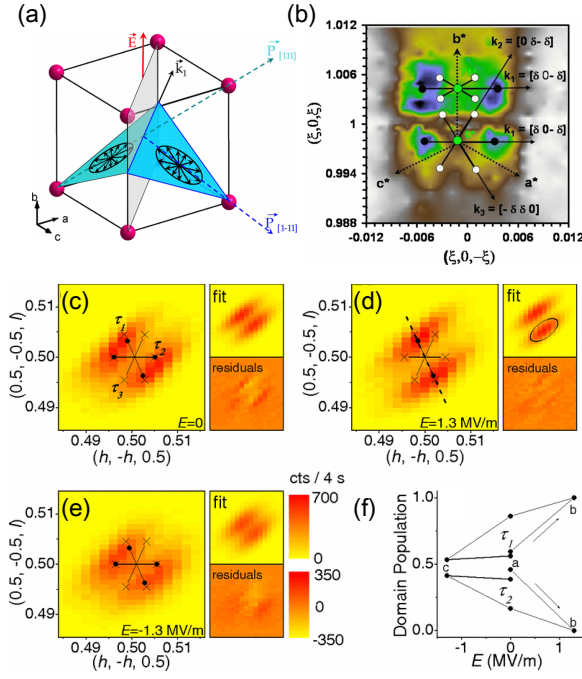 (a)
E
k1
P[111]
P[1-11]
b
a
c
(b)
b*
k2 = [0 δ- δ]
k1 = [δ 0- δ]
k1 = [δ 0- δ]
c*
a*
k3 = [- δ δ 0]
1.012
1.006
1
0.994
0.988
(ξ,0,ξ)
-0.012
-0.006
0
0.006
0.012
(ξ,0,-ξ)
(c)
τ1
τ2
τ3
E=0
0.51
0.50
0.49
(0.5, -0.5, l)
0.49
0.50
0.51
(h, -h, 0.5)
fit
residuals
(d)
E=1.3 MV/m
0.51
0.50
0.49
(0.5, -0.5, l)
0.49
0.50
0.51
(h, -h, 0.5)
fit
residuals
(e)
E=-1.3 MV/m
0.51
0.50
0.49
(0.5, -0.5, l)
0.49
0.50
0.51
(h, -h, 0.5)
fit
residuals
cts / 4 s
700
0
350
-350
(f)
1.0
0.5
0.0
Domain Population
τ1
τ2
a
b
b
c
-1
0
1
E (MV/m)